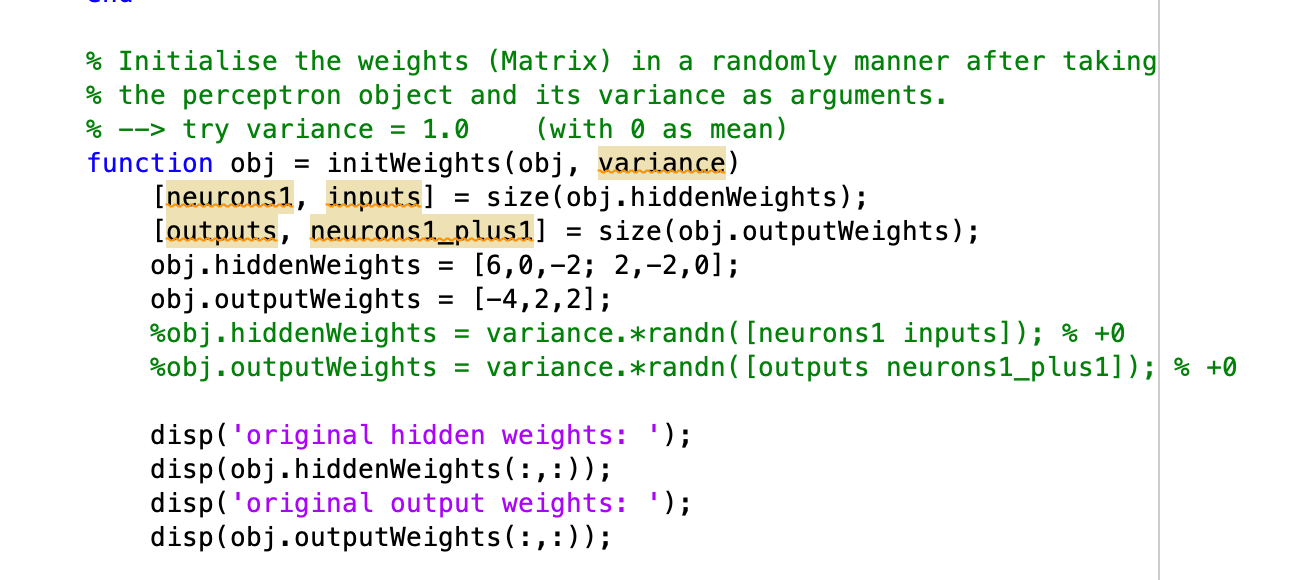 end
% Initialise the weights (Matrix) in a randomly manner after taking
% the perceptron object and its variance as arguments.
% --> try variance = 1.0    (with 0 as mean)
function obj = initWeights(obj, variance)
    [neurons1, inputs] = size(obj.hiddenWeights);
    [outputs, neurons1_plus1] = size(obj.outputWeights);
    obj.hiddenWeights = [6,0,-2; 2,-2,0];
    obj.outputWeights = [-4,2,2];
    %obj.hiddenWeights = variance.*randn([neurons1 inputs]); % +0
    %obj.outputWeights = variance.*randn([outputs neurons1_plus1]); % +0
    disp('original hidden weights: ');
    disp(obj.hiddenWeights(:,:));
    disp('original output weights: ');
    disp(obj.outputWeights(:,:));